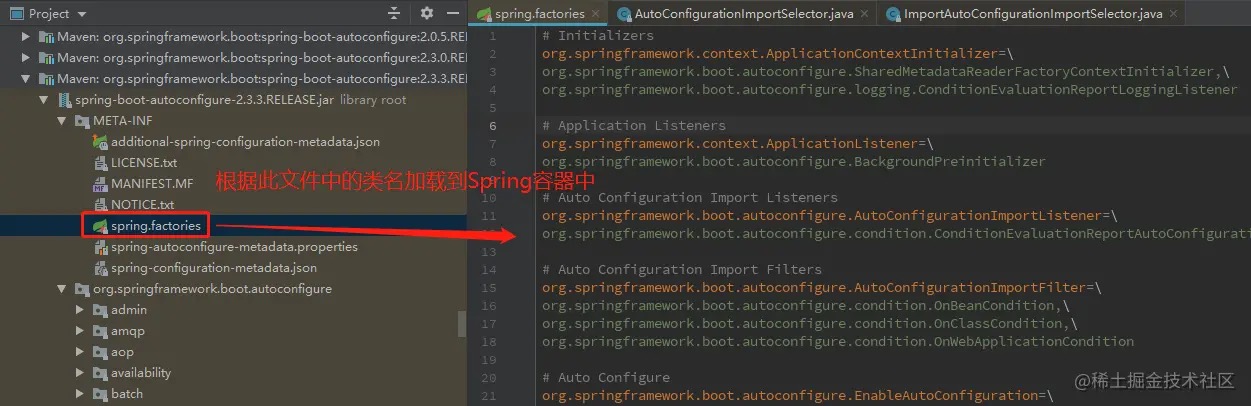 Project
Maven: org.springframework.boot:spring-boot-autoconfigure:2.0.5.RELE
Maven: org.springframework.boot:spring-boot-autoconfigure:2.3.0.RELE
Maven: org.springframework.boot:spring-boot-autoconfigure:2.3.3.REL
spring-boot-autoconfigure-2.3.3.RELEASE.jar library root
META-INF
additional-spring-configuration-metadata.json
LICENSE.txt
MANIFEST.MF
NOTICE.txt
spring.factories
spring-autoconfigure-metadata.properties
spring-configuration-metadata.json
org.springframework.boot.autoconfigure
admin
amqp
aop
availability
batch
根据此文件中的类名加载到Spring容器中
spring.factories
AutoConfigurationImportSelector.java
ImportAutoConfigurationImportSelector.java
1 # Initializers
2 org.springframework.context.ApplicationContextInitializer=\
3 org.springframework.boot.autoconfigure.SharedMetadataReaderFactoryContextInitializer,\
4 org.springframework.boot.autoconfigure.logging.ConditionEvaluationReportLoggingListener
5
6 # Application Listeners
7 org.springframework.context.ApplicationListener=\
8 org.springframework.boot.autoconfigure.BackgroundPreinitializer
10 # Auto Configuration Import Listeners
11 org.springframework.boot.autoconfigure.AutoConfigurationImportListener=\
org.springframework.boot.autoconfigure.condition.ConditionEvaluationReportAutoConfigurati
13
14 # Auto Configuration Import Filters
15 org.springframework.boot.autoconfigure.AutoConfigurationImportFilter=\
16 org.springframework.boot.autoconfigure.condition.OnBeanCondition,\
17 org.springframework.boot.autoconfigure.condition.OnClassCondition,\
18 org.springframework.boot.autoconfigure.condition.OnWebApplicationCondition
19
20 # Auto Configure
21 org.springframework.boot.autoconfigure.EnableAutoConfiguration=\
@稀土掘金技术社区